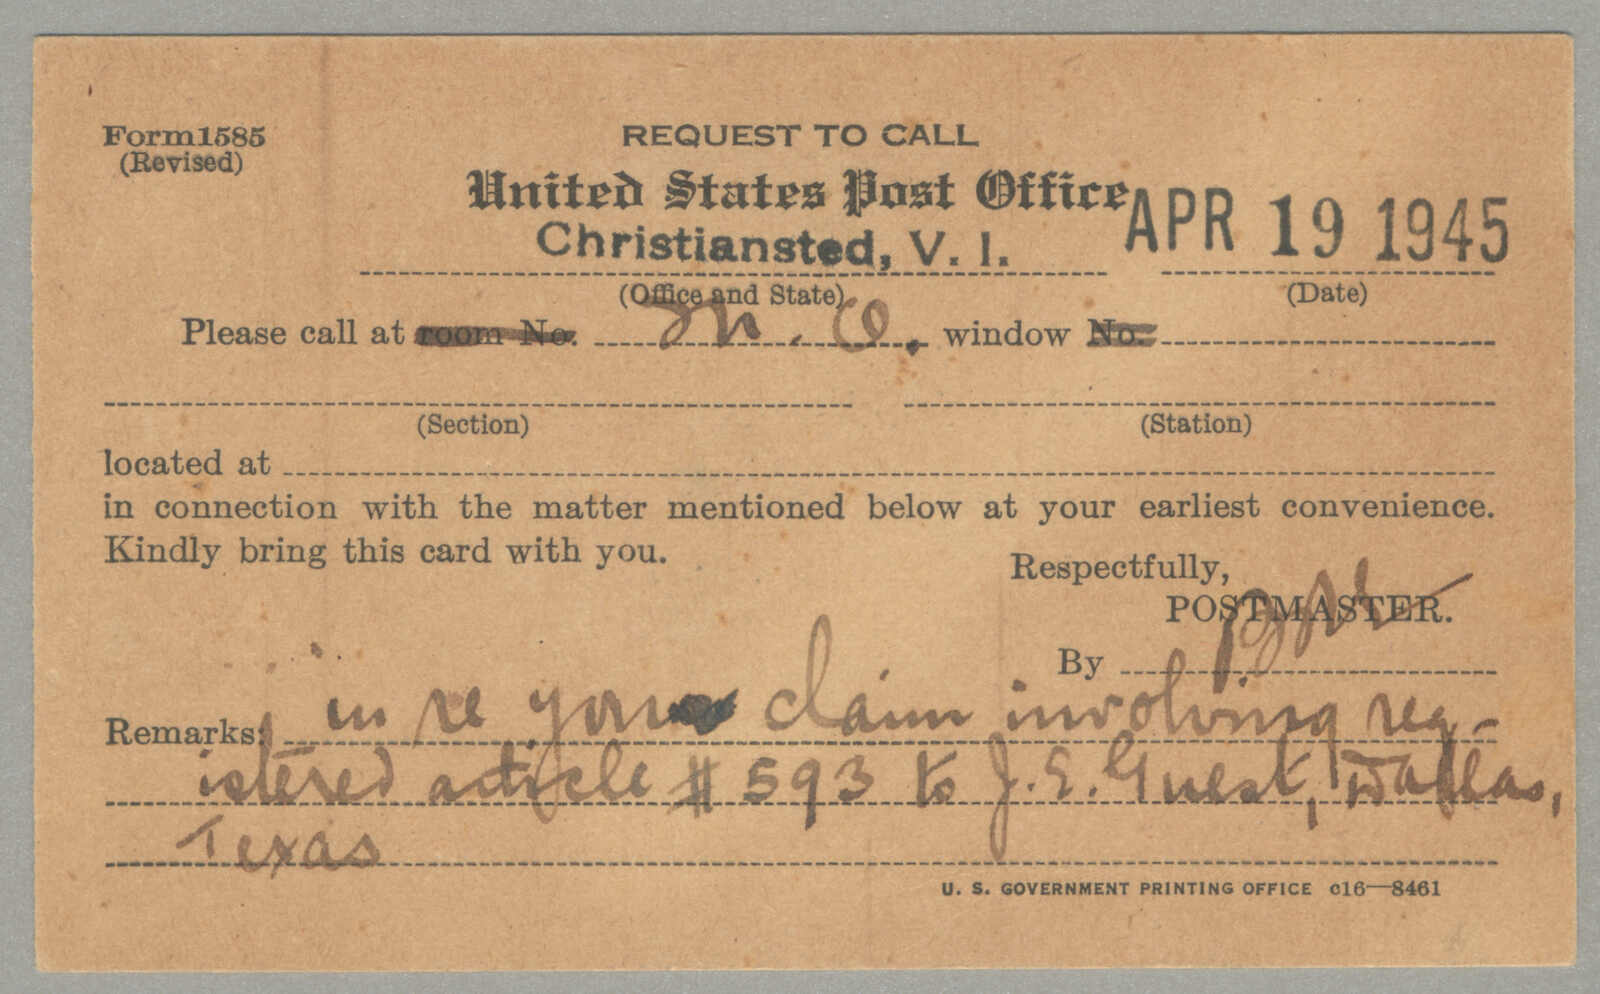 Form 1585
(Revised)
REQUEST TO CALL
United States Post Office
Christiansted, V. I.
APR 19 1945
(Office and State)
(Date)
Please call at room No. M. O. window No.
(Section)
(Station)
located at
in connection with the matter mentioned below at your earliest convenience.
Kindly bring this card with you.
Respectfully,
POSTMASTER.
By
Remarks: in re your claim involving reg-
istered article # 593 to J. E. Guest, Dallas,
Texas
U. S. GOVERNMENT PRINTING OFFICE c16—8461